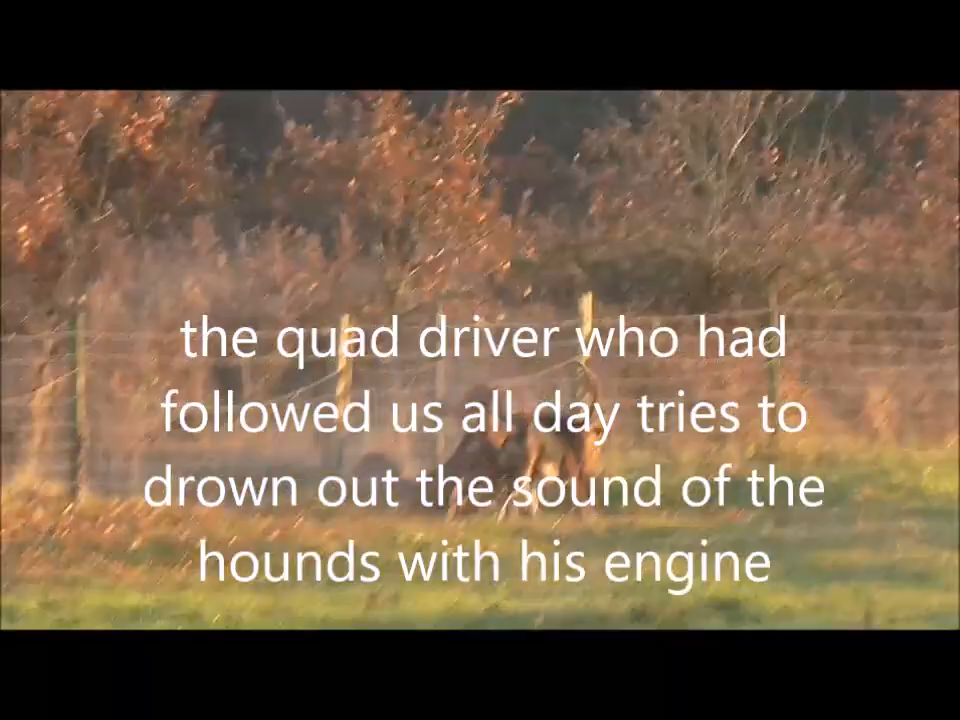 the quad driver who had
followed us all day tries to
drown out the sound of the
hounds with his engine